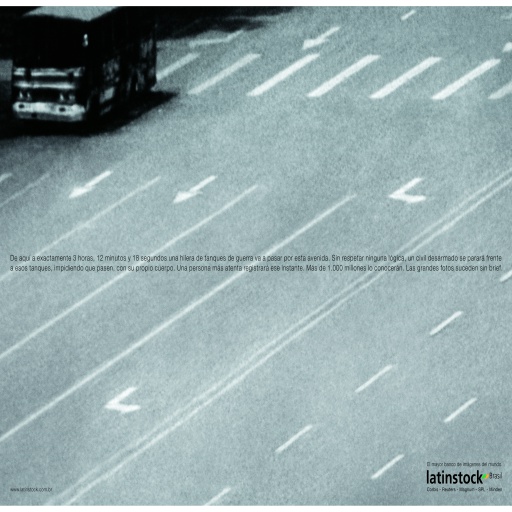 De aquí a exactamente 3 horas, 12 minutos y 18 segundos una hilera de tanques de guerra va a pasar por esta avenida. Sin respetar ninguna lógica, un civil desarmado se parará frente
a esos tanques, impidiendo que pasen, con su propio cuerpo. Una persona más atenta registrará ese instante. Más de 1.000 millones lo conocerán. Las grandes fotos suceden sin brief.
El mayor banco de imágenes del mundo.
latinstock Brasil
Corbis - Reuters - Magnum - SPL - Minden
www.latinstock.com.br